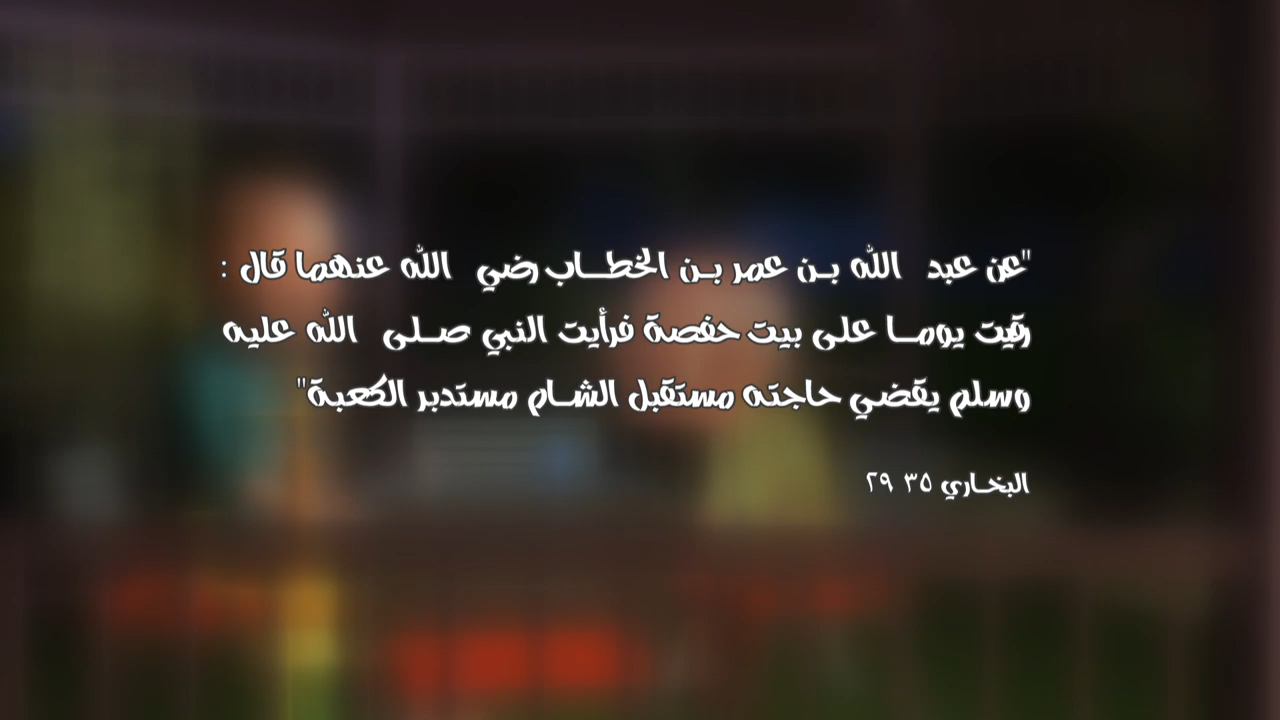 "عن عبد الله بن عمر بن الخطاب رضي الله عنهما قال :
رقيت يوما على بيت حفصة فرأيت النبي صلى الله عليه
وسلم يقضي حاجته مستقبل الشام مستدبر الكعبة"
البخاري ٣٥ ٢٩